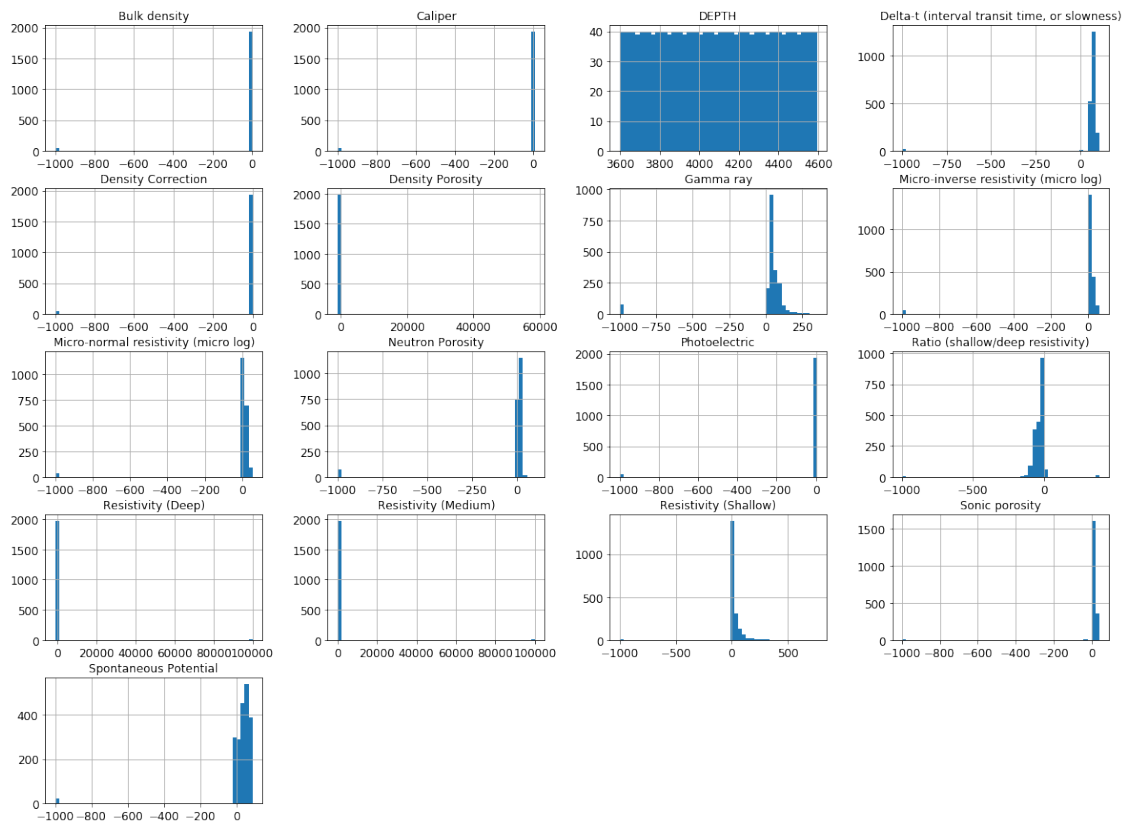 Bulk density
2000
1500
1000
500
0
−1000 −800 −600 −400 −200 0
Caliper
2000
1500
1000
500
0
−1000 −800 −600 −400 −200 0
DEPTH
40
30
20
10
0
3600 3800 4000 4200 4400 4600
Delta-t (interval transit time, or slowness)
1000
500
0
−1000 −750 −500 −250 0
Density Correction
2000
1500
1000
500
0
−1000 −800 −600 −400 −200 0
Density Porosity
2000
1500
1000
500
0
0 20000 40000 60000
Gamma ray
1000
750
500
250
0
−1000 −750 −500 −250 0 250
Micro-inverse resistivity (micro log)
1000
500
0
−1000 −800 −600 −400 −200 0
Micro-normal resistivity (micro log)
1000
750
500
250
0
−1000 −800 −600 −400 −200 0
Neutron Porosity
1000
750
500
250
0
−1000 −750 −500 −250 0
Photoelectric
2000
1500
1000
500
0
−1000 −800 −600 −400 −200 0
Ratio (shallow/deep resistivity)
1000
750
500
250
0
−1000 −500 0
Resistivity (Deep)
2000
1500
1000
500
0
0 20000 40000 60000 80000 100000
Resistivity (Medium)
2000
1500
1000
500
0
0 20000 40000 60000 80000 100000
Resistivity (Shallow)
1000
500
0
−1000 −500 0 500
Sonic porosity
1500
1000
500
0
−1000 −800 −600 −400 −200 0
Spontaneous Potential
400
200
0
−1000 −800 −600 −400 −200 0